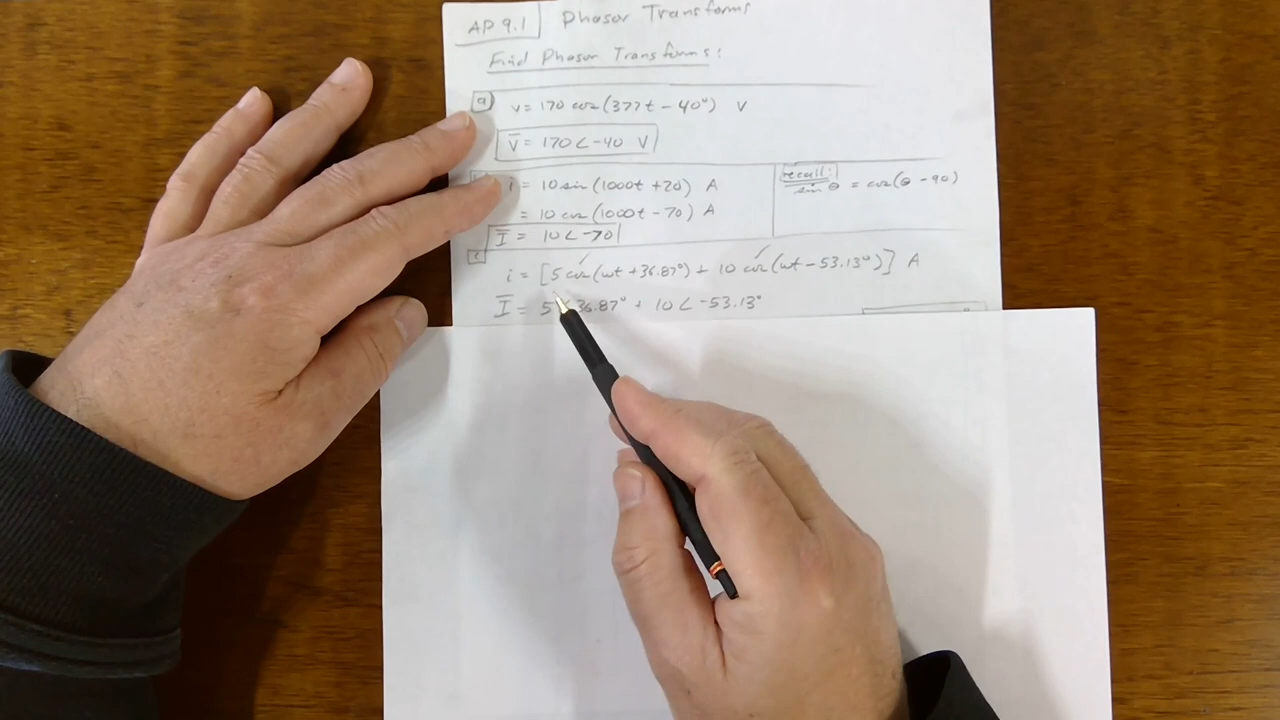 AP 9.1 Phasor Transforms
Find Phasor Transforms:
a v = 170 cos(377t - 40°) V
V̅ = 170∠-40 V
i = 10 sin(1000t + 20) A
= 10 cos(1000t - 70) A
I̅ = 10∠-70
recall:
sin θ = cos(θ - 90)
c
i = [5 cos(ωt + 36.87°) + 10 cos(ωt - 53.13°)] A
I̅ = 5 36.87° + 10∠-53.13°